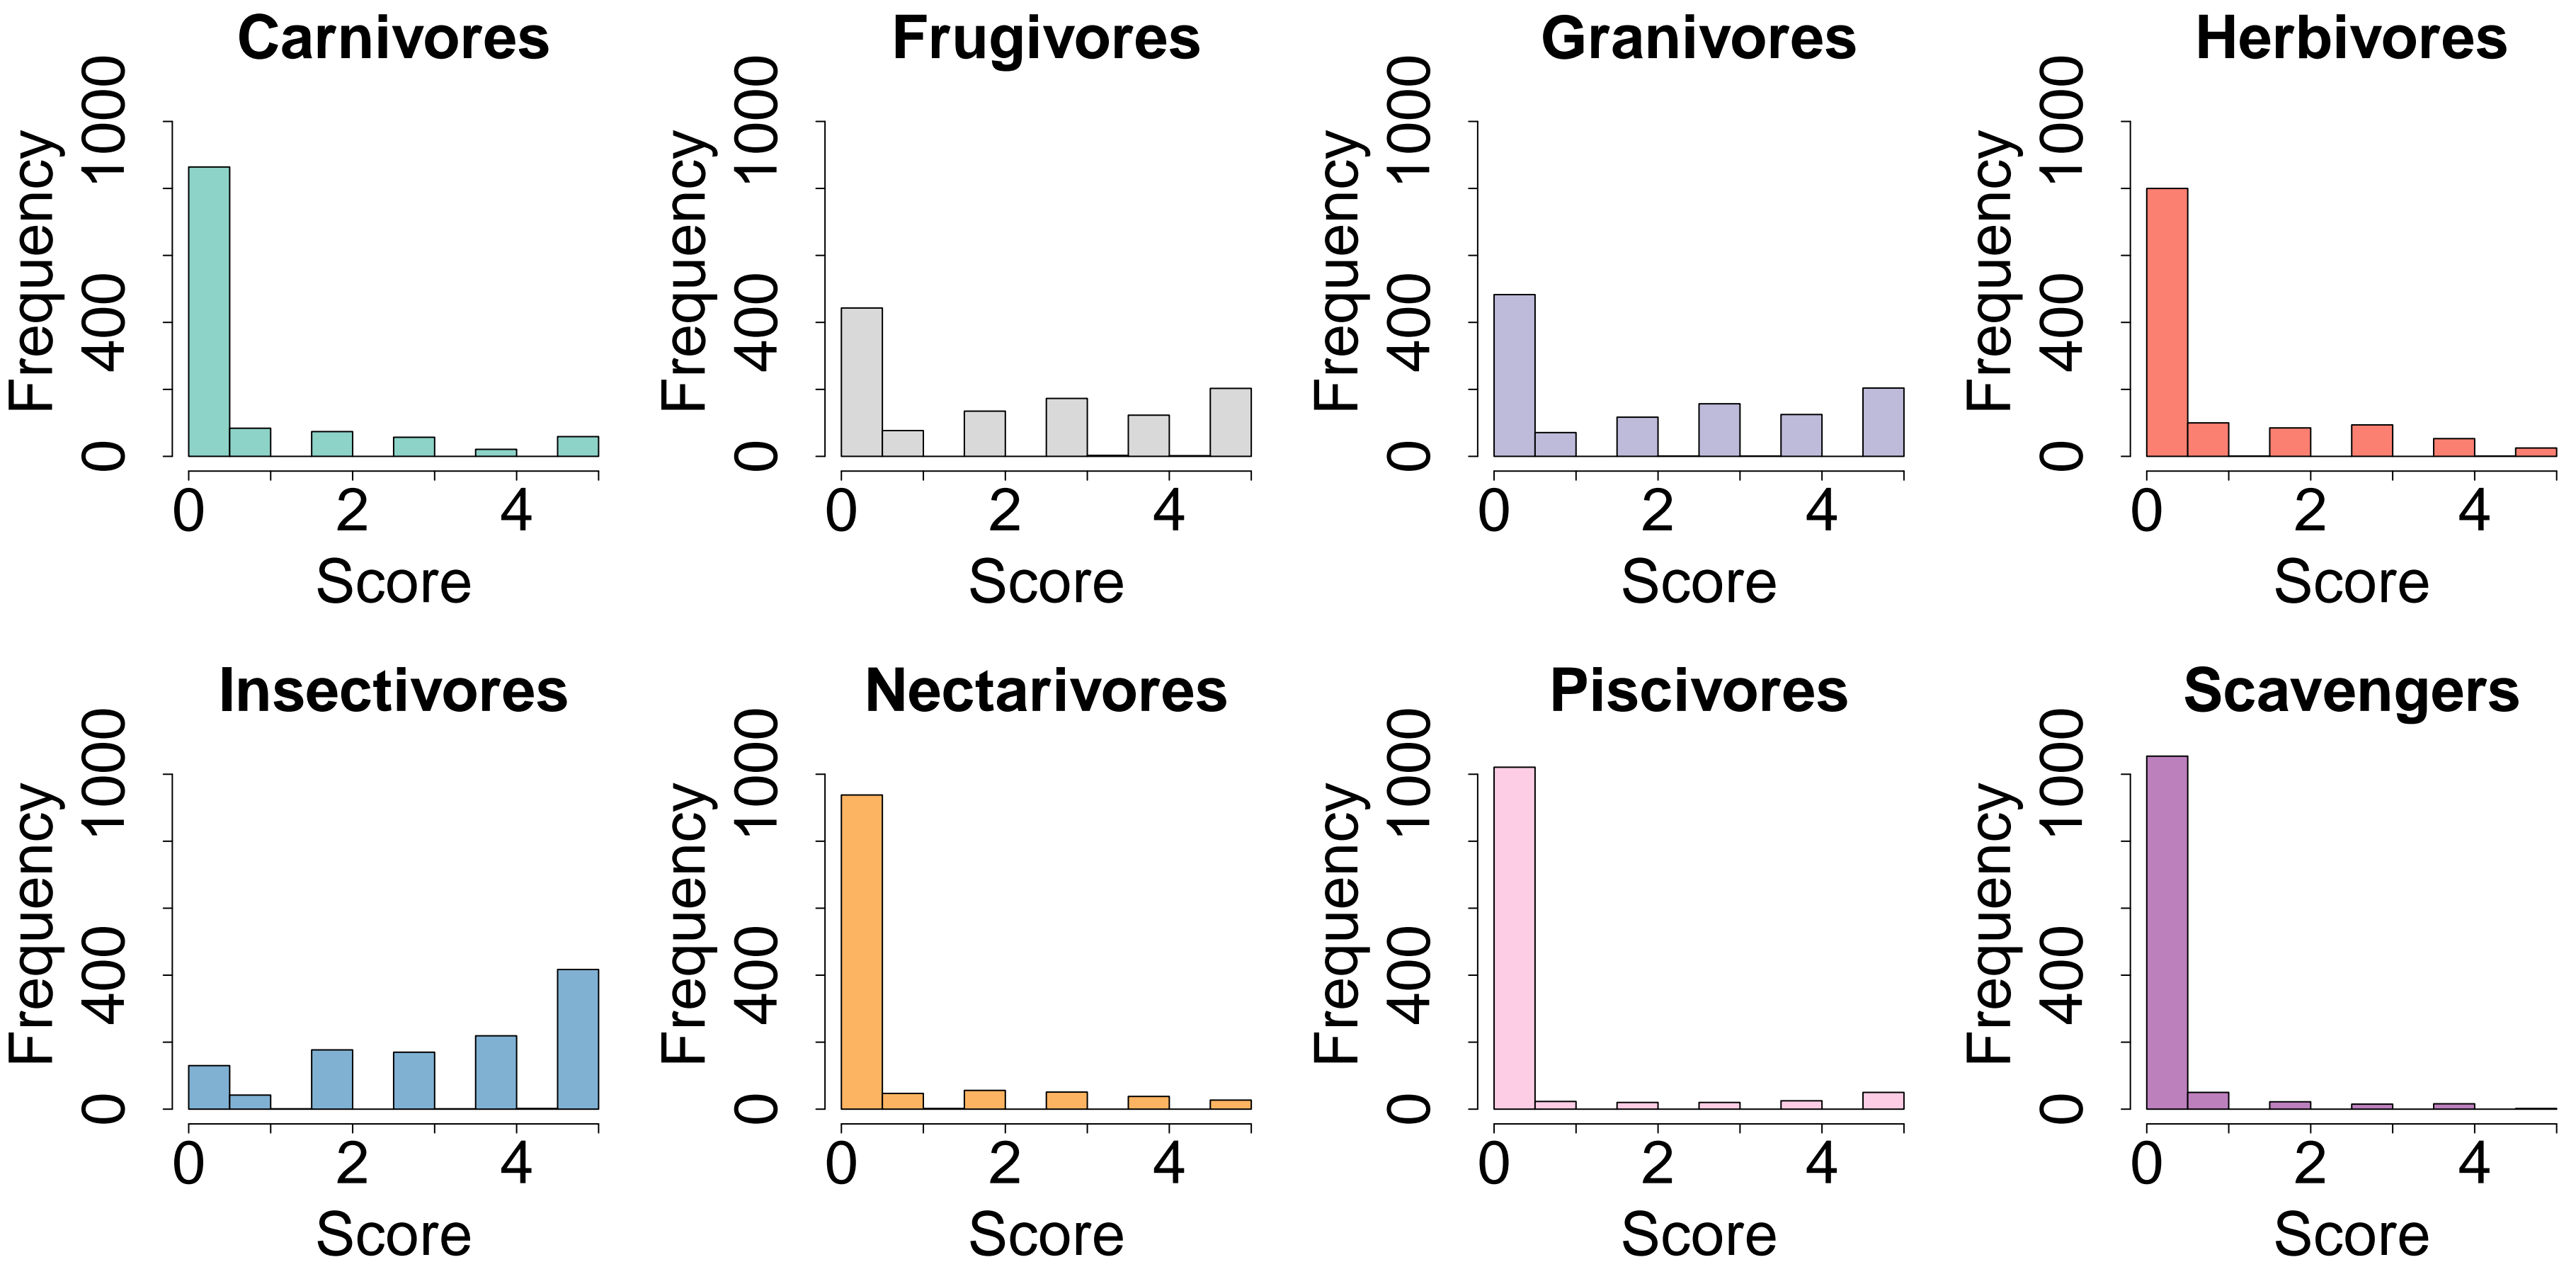 Carnivores
Frequency
0 400 1000
0 2 4
Score
Frugivores
Frequency
0 400 1000
0 2 4
Score
Granivores
Frequency
0 400 1000
0 2 4
Score
Herbivores
Frequency
0 400 1000
0 2 4
Score
Insectivores
Frequency
0 400 1000
0 2 4
Score
Nectarivores
Frequency
0 400 1000
0 2 4
Score
Piscivores
Frequency
0 400 1000
0 2 4
Score
Scavengers
Frequency
0 400 1000
0 2 4
Score